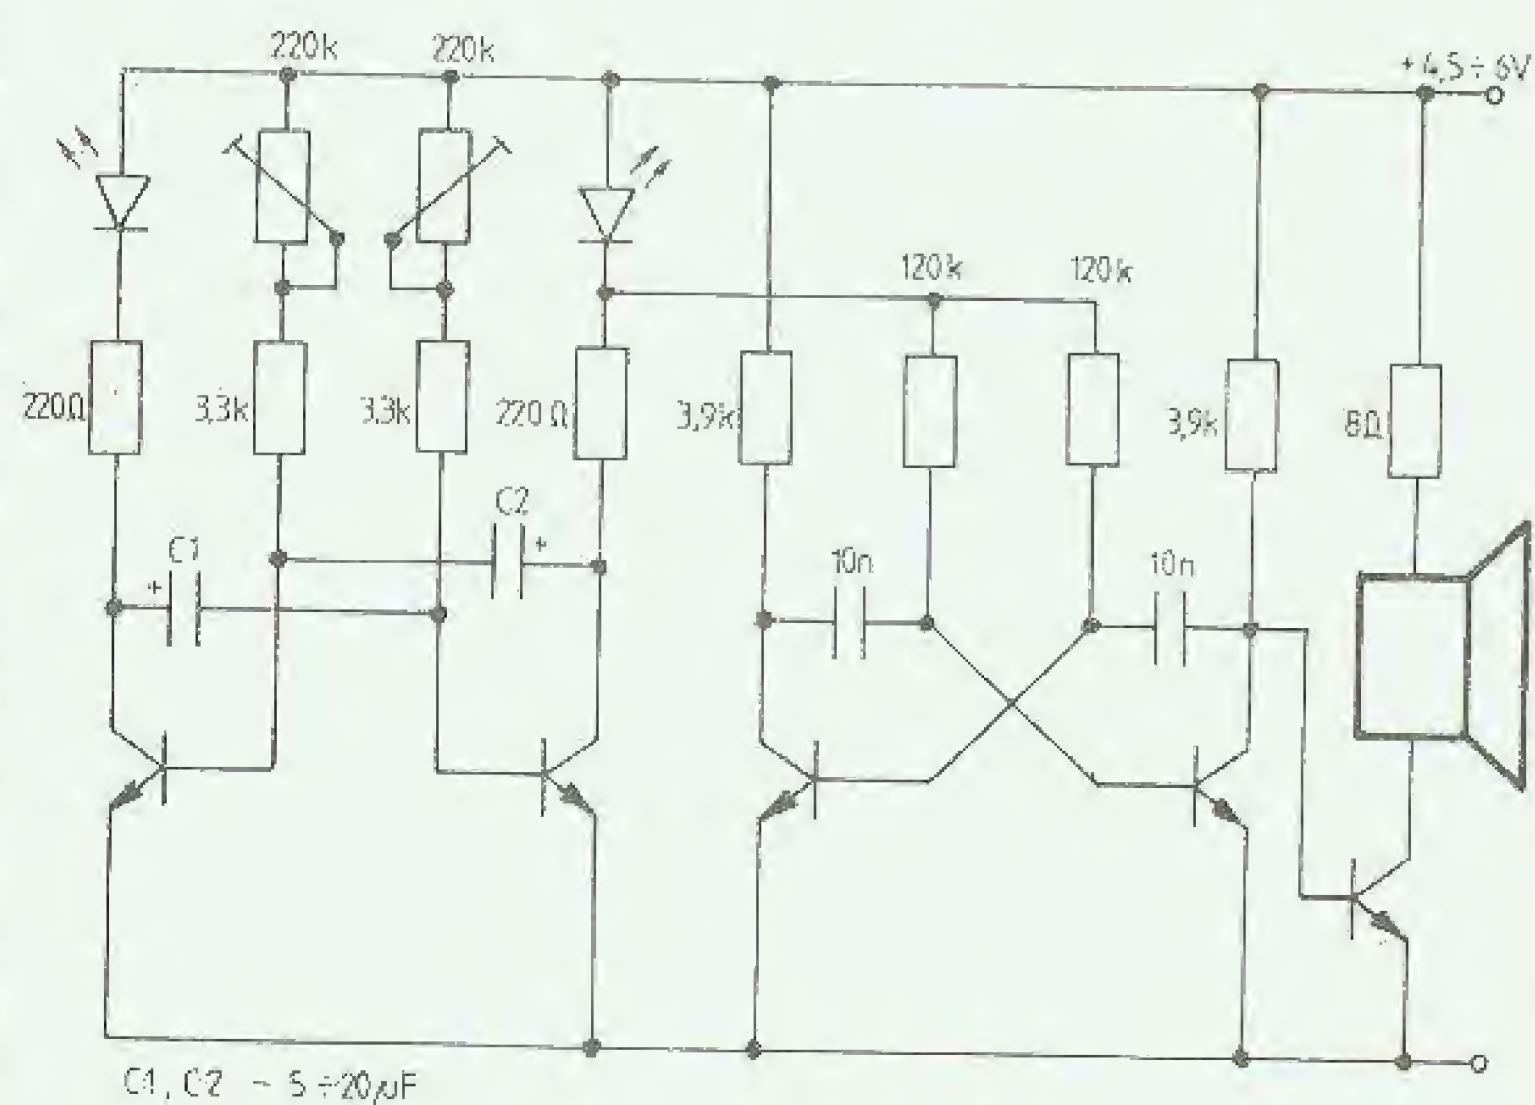 220k
220k
+4,5÷6V
120k
120k
220Ω
3,3k
3,3k
220Ω
3,9k
3,9k
8Ω
C2
+
C1
+
10n
10n
C1, C2 - 5÷20μF